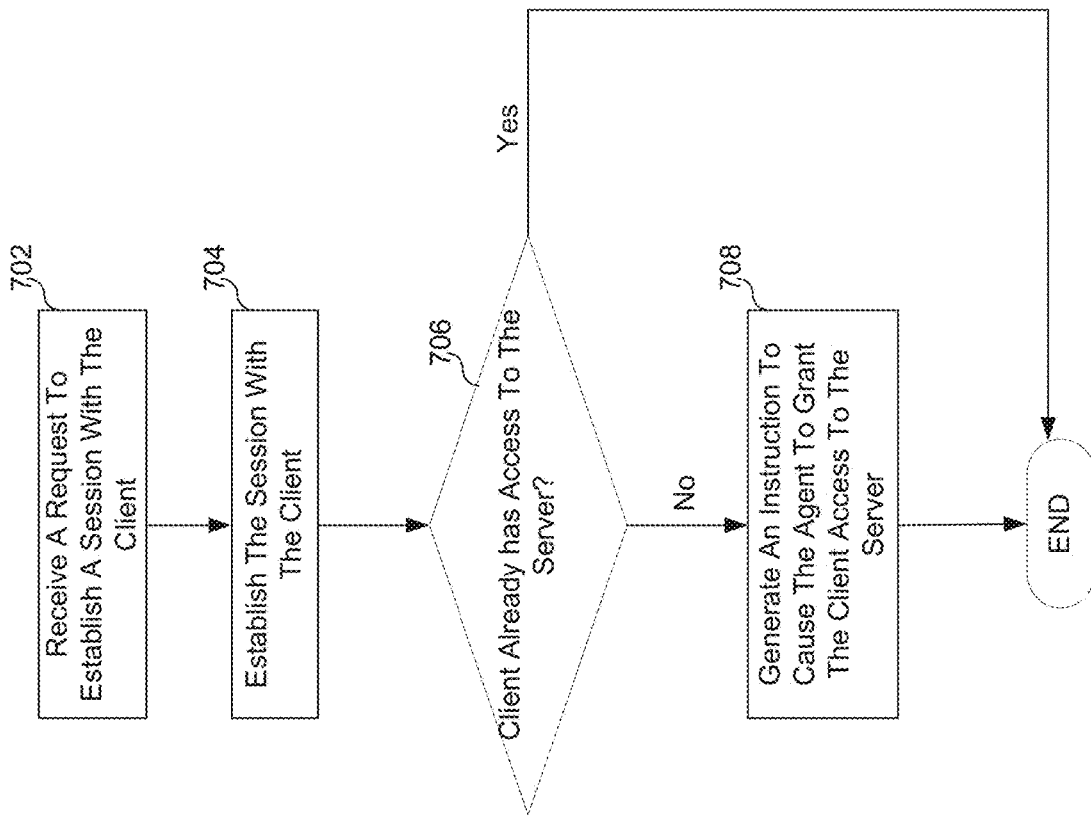 702
Receive A Request To
Establish A Session With The
Client
704
Establish The Session With
The Client
706
Client Already has Access To The
Server?
Yes
No
708
Generate An Instruction To
Cause The Agent To Grant
The Client Access To The
Server
END